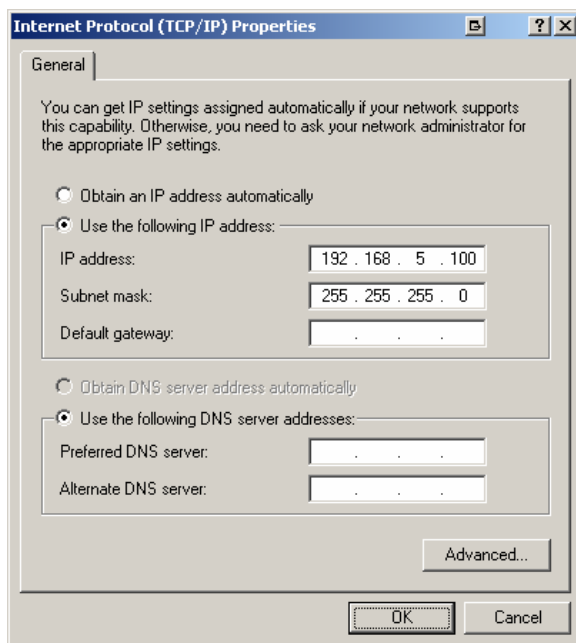 Internet Protocol (TCP/IP) Properties
General
You can get IP settings assigned automatically if your network supports
this capability. Otherwise, you need to ask your network administrator for
the appropriate IP settings.
Obtain an IP address automatically
Use the following IP address:
IP address: 192 . 168 . 5 . 100
Subnet mask: 255 . 255 . 255 . 0
Default gateway: . . .
Obtain DNS server address automatically
Use the following DNS server addresses:
Preferred DNS server: . . .
Alternate DNS server: . . .
Advanced...
OK Cancel